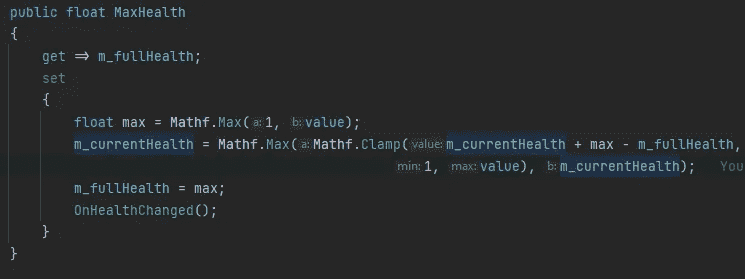 public float MaxHealth
{
get => m_fullHealth;
set
{
float max = Mathf.Max( a: 1, b: value);
m_currentHealth = Mathf.Max( a: Mathf.Clamp( value: m_currentHealth + max - m_fullHealth,
min: 1, max: value), b: m_currentHealth); You
m_fullHealth = max;
OnHealthChanged();
}
}